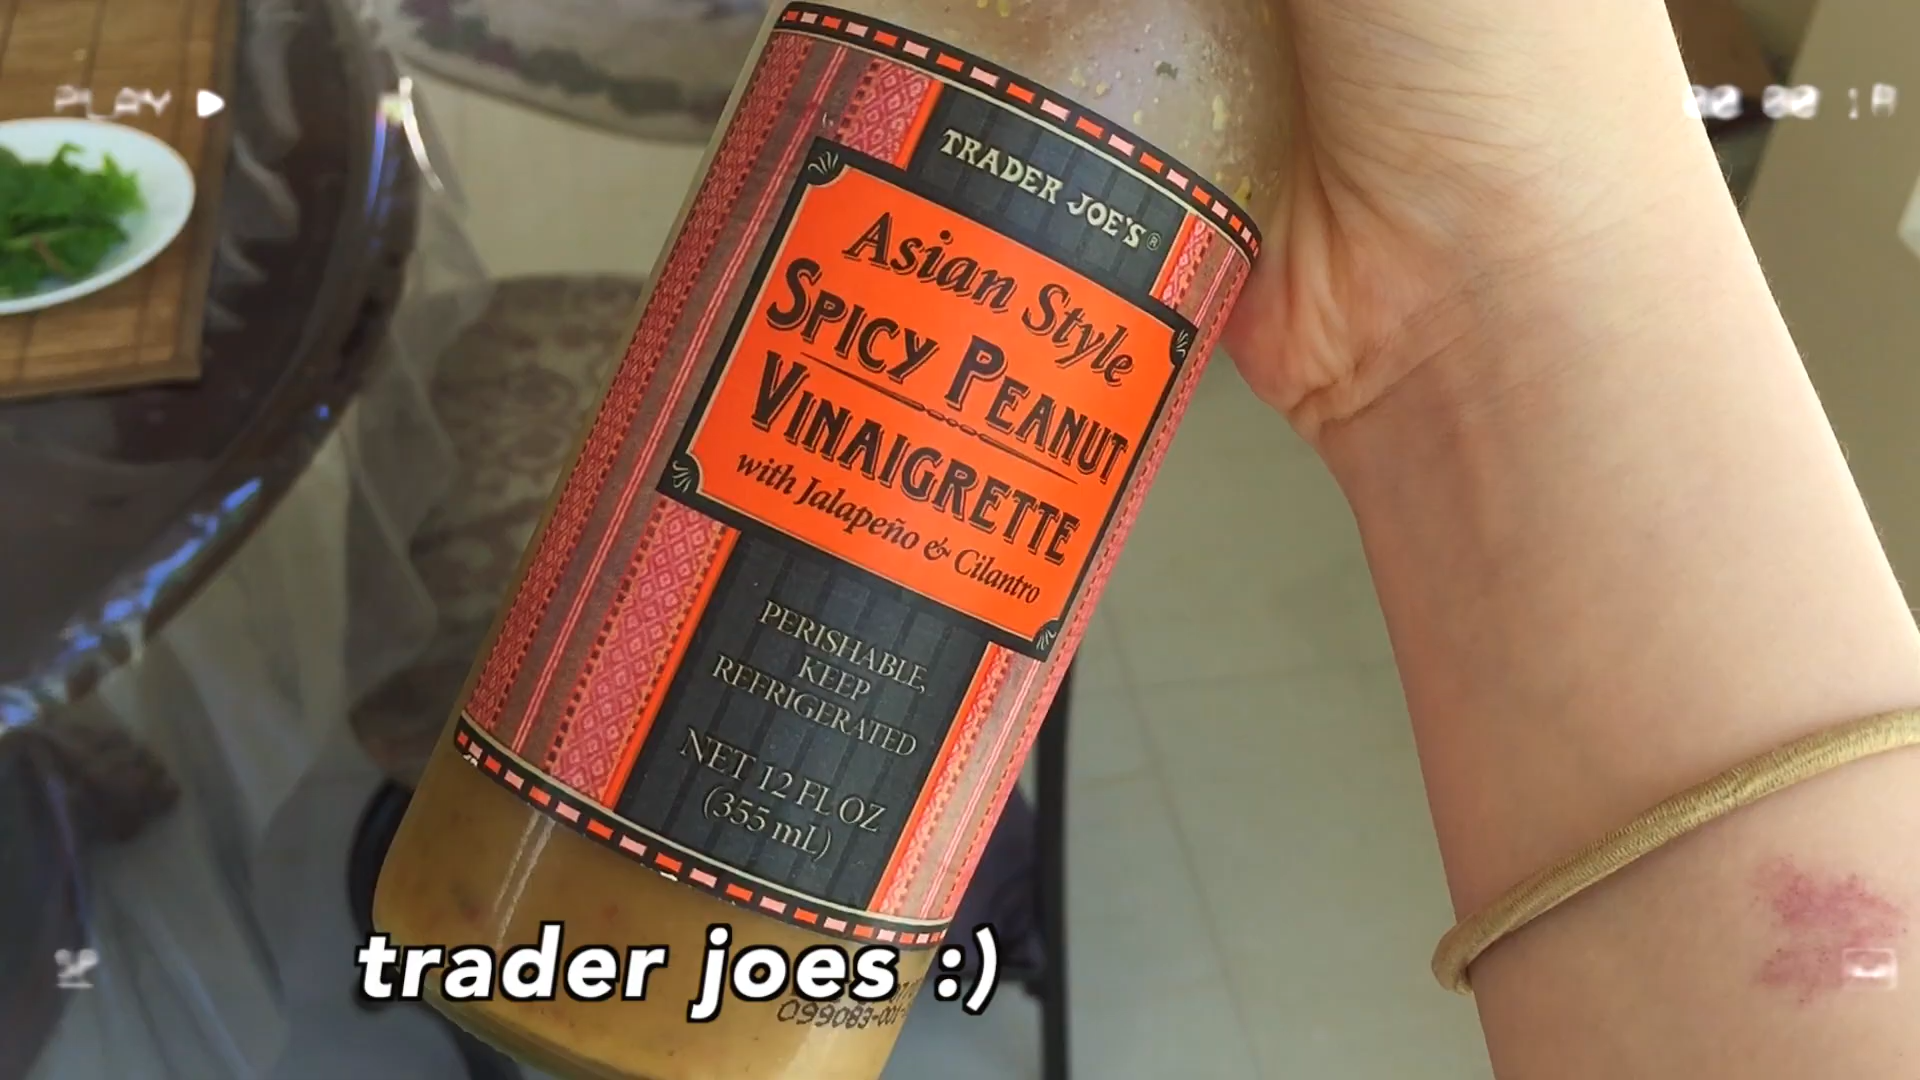 PLAY
TRADER JOE'S®
Asian Style
SPICY PEANUT
VINAIGRETTE
with Jalapeño & Cilantro
PERISHABLE,
KEEP
REFRIGERATED
NET 12 FL OZ
(355 mL)
trader joes :)